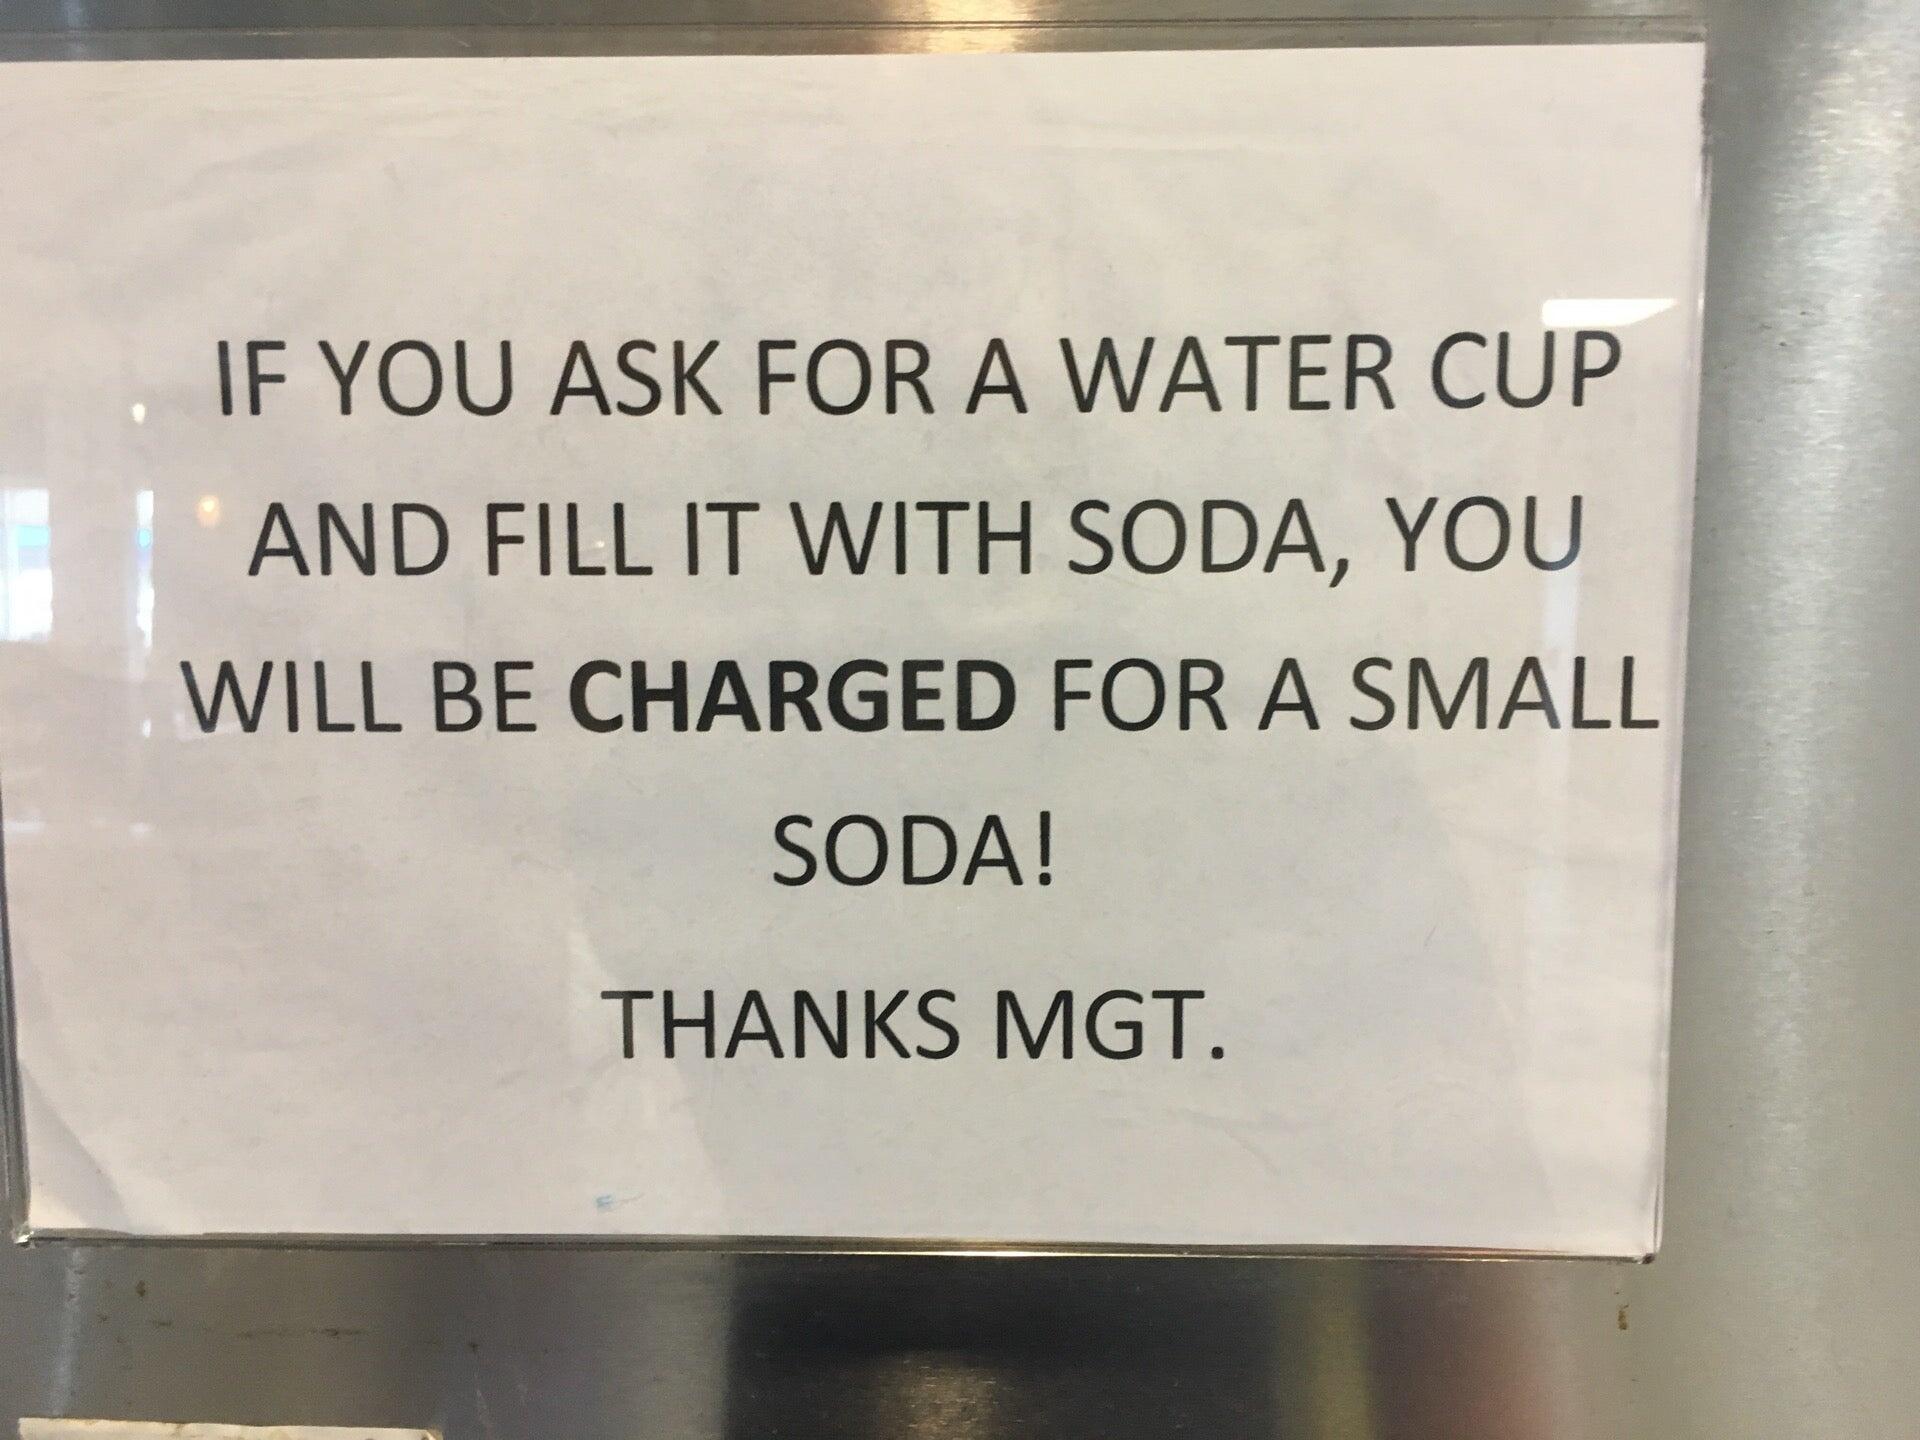 IF YOU ASK FOR A WATER CUP
AND FILL IT WITH SODA, YOU
WILL BE CHARGED FOR A SMALL
SODA!
THANKS MGT.